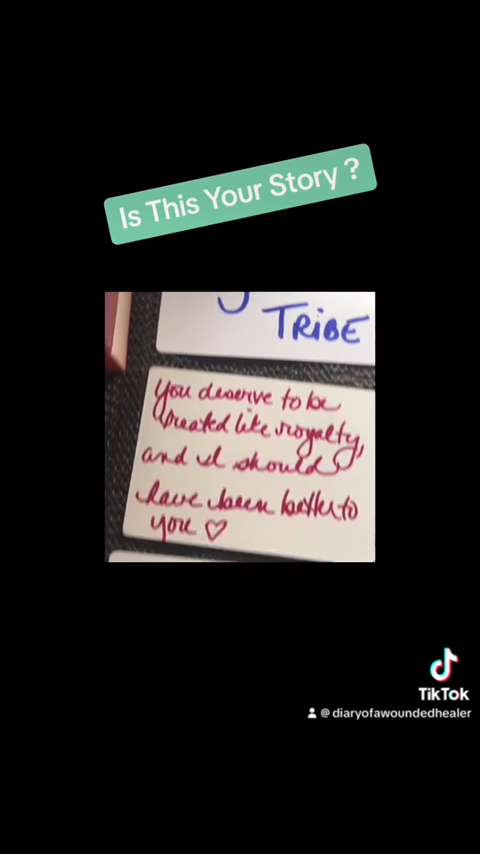 Is This Your Story ?
TRIBE
You deserve to be
treated like royalty,
and I should
have been better to
you ♡
TikTok
@diaryofawoundedhealer